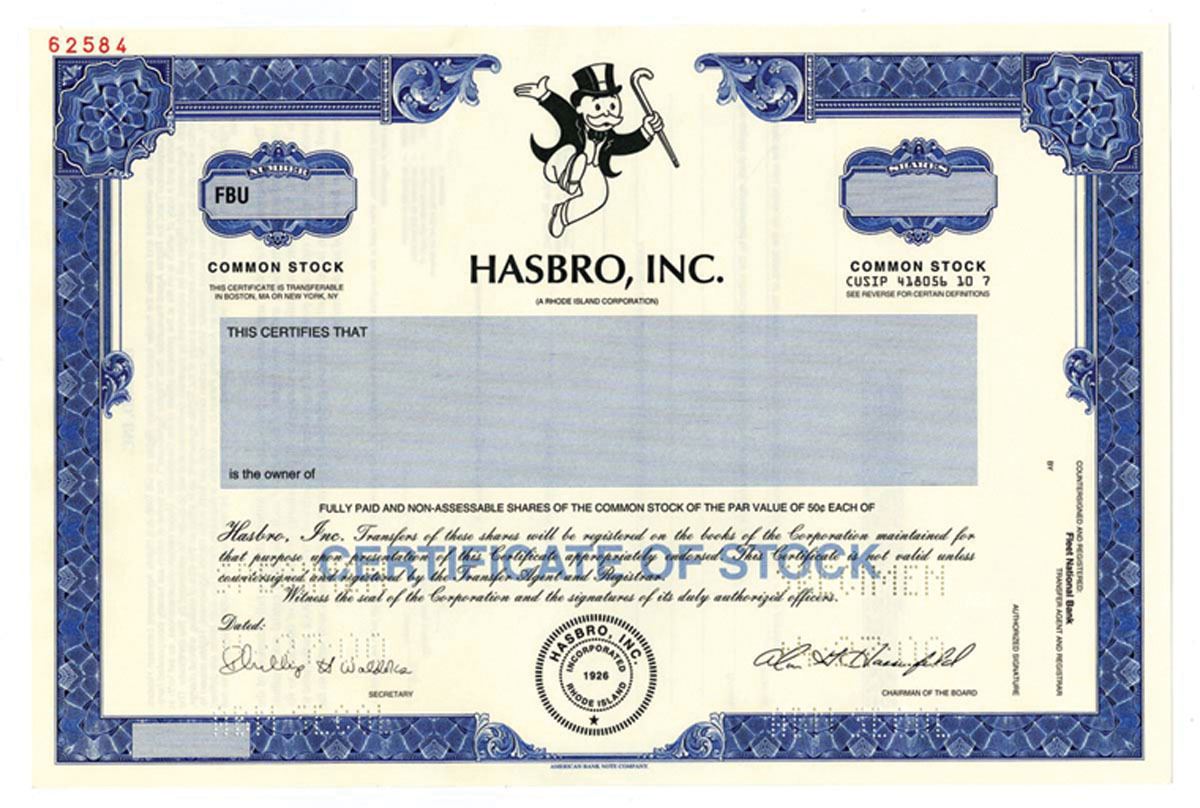 62584
NUMBER
FBU
COMMON STOCK
THIS CERTIFICATE IS TRANSFERABLE
IN BOSTON, MA OR NEW YORK, NY
HASBRO, INC.
(A RHODE ISLAND CORPORATION)
SHARES
COMMON STOCK
CUSIP 418056 10 7
SEE REVERSE FOR CERTAIN DEFINITIONS
THIS CERTIFIES THAT
is the owner of
FULLY PAID AND NON-ASSESSABLE SHARES OF THE COMMON STOCK OF THE PAR VALUE OF 50¢ EACH OF
Hasbro, Inc. Transfers of these shares will be registered on the books of the Corporation maintained for
that purpose upon presentation of this Certificate appropriately endorsed. This Certificate is not valid unless
countersigned and registered by the Transfer Agent and Registrar.
Witness the seal of the Corporation and the signatures of its duly authorized officers.
CERTIFICATE OF STOCK
SPECIMEN
Dated:
SECRETARY
HASBRO, INC.
INCORPORATED
1926
RHODE ISLAND
CHAIRMAN OF THE BOARD
COUNTERSIGNED AND REGISTERED:
Fleet National Bank
TRANSFER AGENT AND REGISTRAR
BY
AUTHORIZED SIGNATURE
AMERICAN BANK NOTE COMPANY.